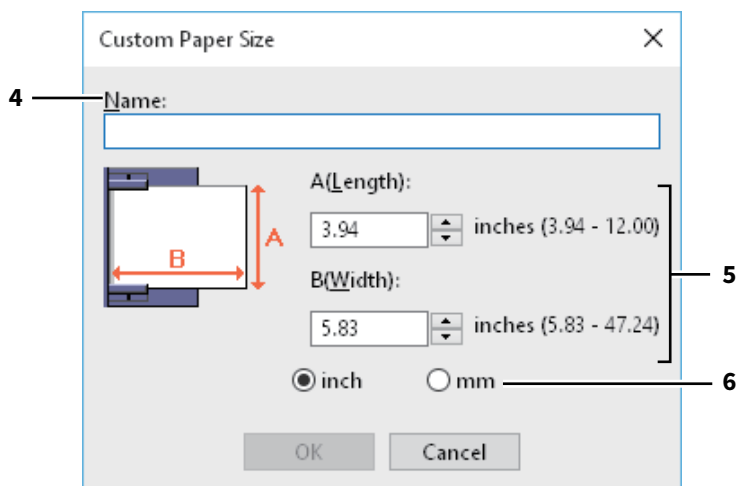 Custom Paper Size
4
Name:
A(Length):
3.94 inches (3.94 - 12.00)
A
B
B(Width):
5
5.83 inches (5.83 - 47.24)
inch mm
6
OK Cancel